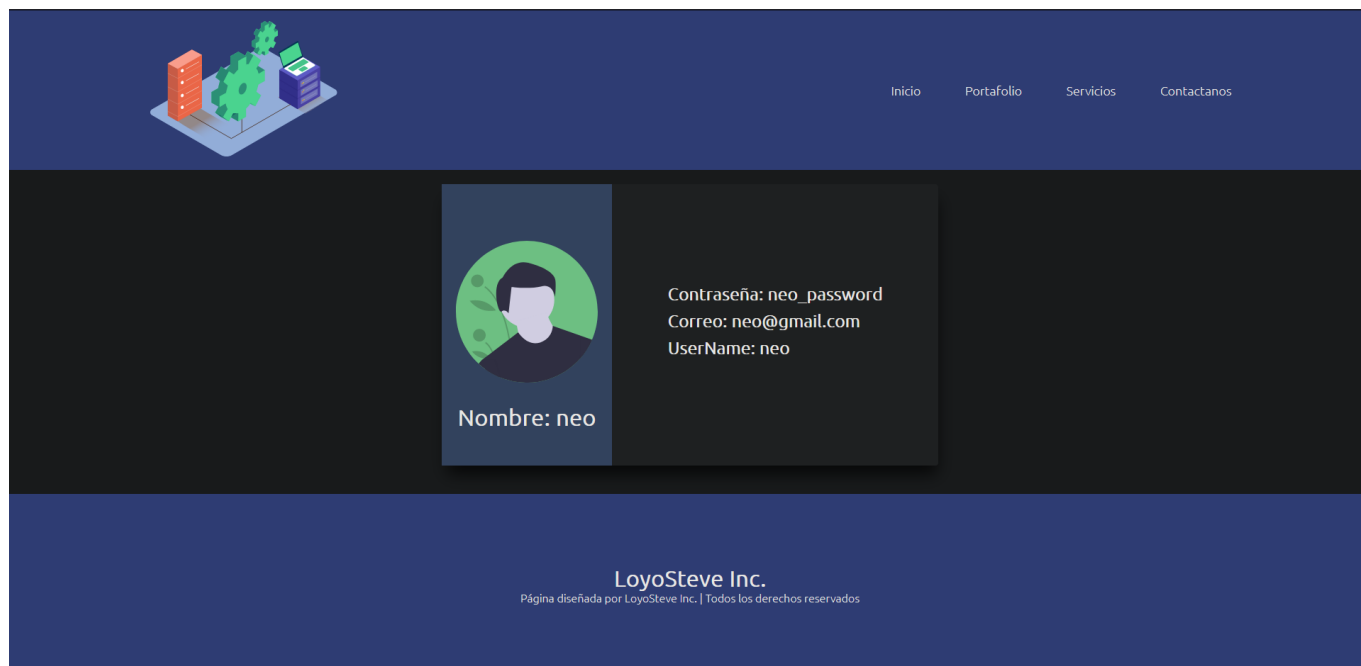 Inicio Portafolio Servicios Contactanos
Contraseña: neo_password
Correo: neo@gmail.com
UserName: neo
Nombre: neo
LoyoSteve Inc.
Página diseñada por LoyoSteve Inc. | Todos los derechos reservados